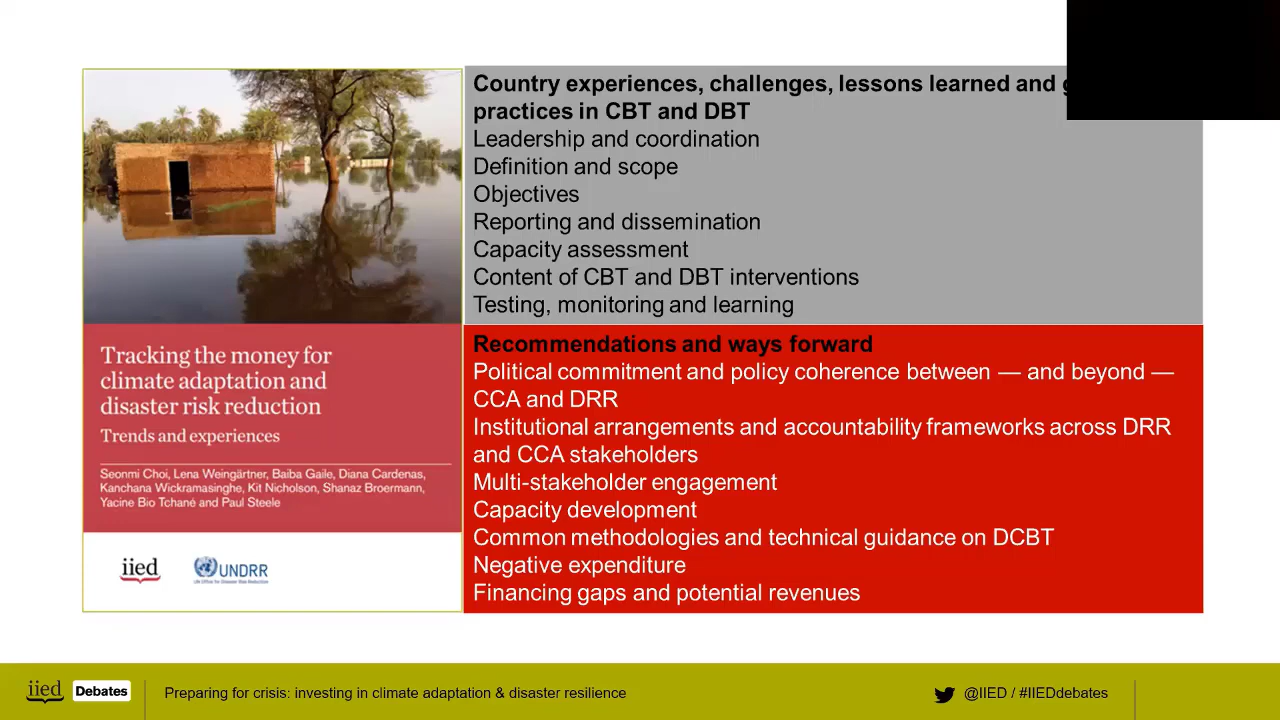 Country experiences, challenges, lessons learned and
practices in CBT and DBT
Leadership and coordination
Definition and scope
Objectives
Reporting and dissemination
Capacity assessment
Content of CBT and DBT interventions
Testing, monitoring and learning
Tracking the money for
climate adaptation and
disaster risk reduction
Trends and experiences
Seonmi Choi, Lena Weingärtner, Baiba Gaile, Diana Cardenas,
Kanchana Wickramasinghe, Kit Nicholson, Shanaz Broermann,
Yacine Bio Tchané and Paul Steele
iied
UNDRR
UN Office for Disaster Risk Reduction
Recommendations and ways forward
Political commitment and policy coherence between — and beyond —
CCA and DRR
Institutional arrangements and accountability frameworks across DRR
and CCA stakeholders
Multi-stakeholder engagement
Capacity development
Common methodologies and technical guidance on DCBT
Negative expenditure
Financing gaps and potential revenues
iied Debates
Preparing for crisis: investing in climate adaptation & disaster resilience
@IIED / #IIEDdebates